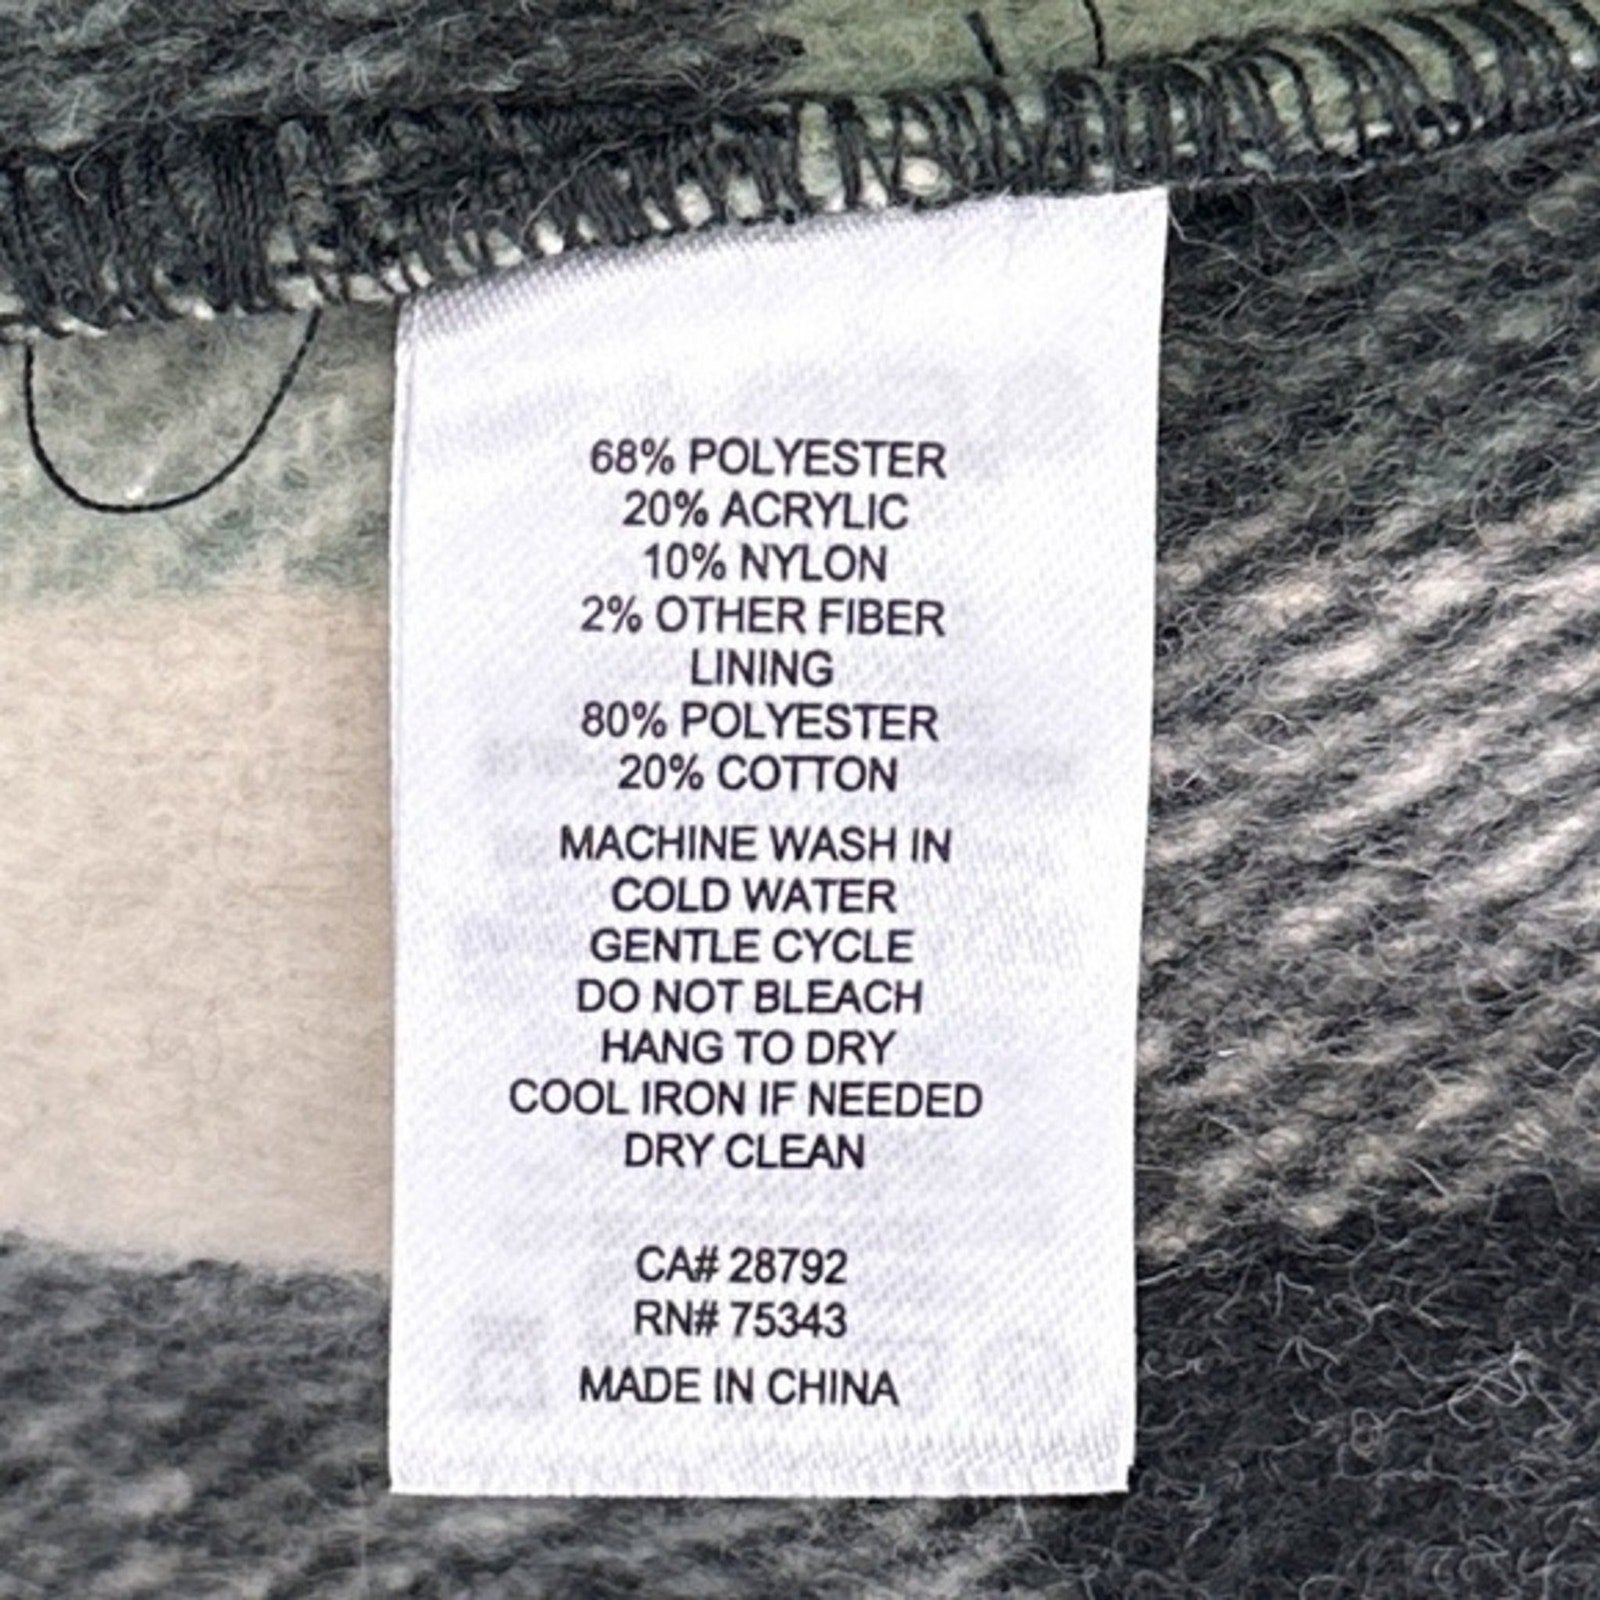 68% POLYESTER
20% ACRYLIC
10% NYLON
2% OTHER FIBER
LINING
80% POLYESTER
20% COTTON
MACHINE WASH IN
COLD WATER
GENTLE CYCLE
DO NOT BLEACH
HANG TO DRY
COOL IRON IF NEEDED
DRY CLEAN
CA# 28792
RN# 75343
MADE IN CHINA